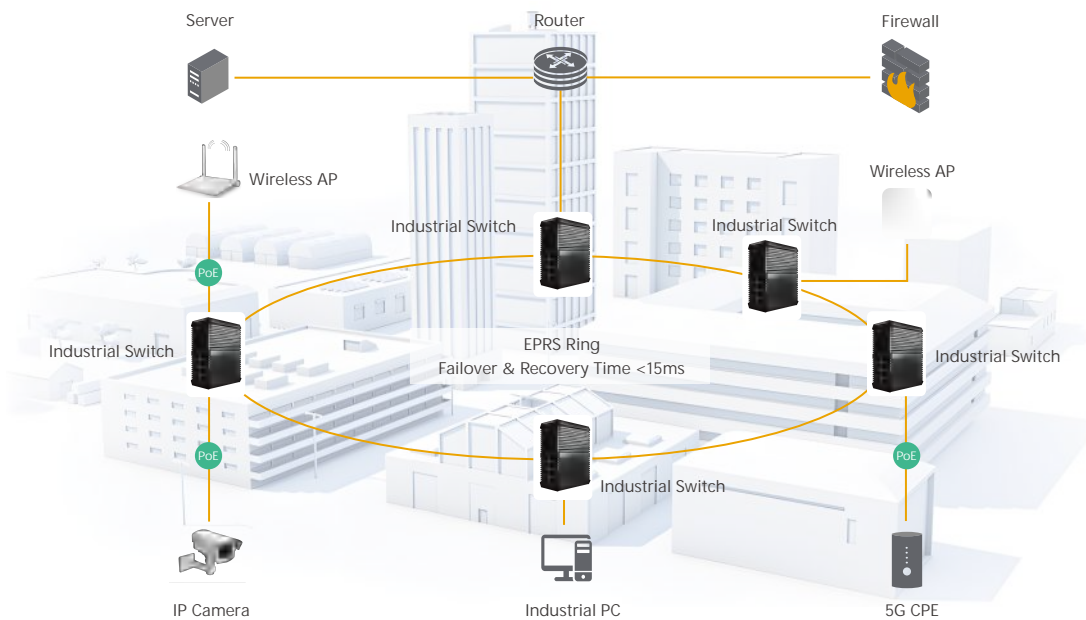 Server
Router
Firewall
Wireless AP
Wireless AP
Industrial Switch
Industrial Switch
PoE
Industrial Switch
EPRS Ring
Failover & Recovery Time <15ms
Industrial Switch
PoE
PoE
Industrial Switch
IP Camera
Industrial PC
5G CPE